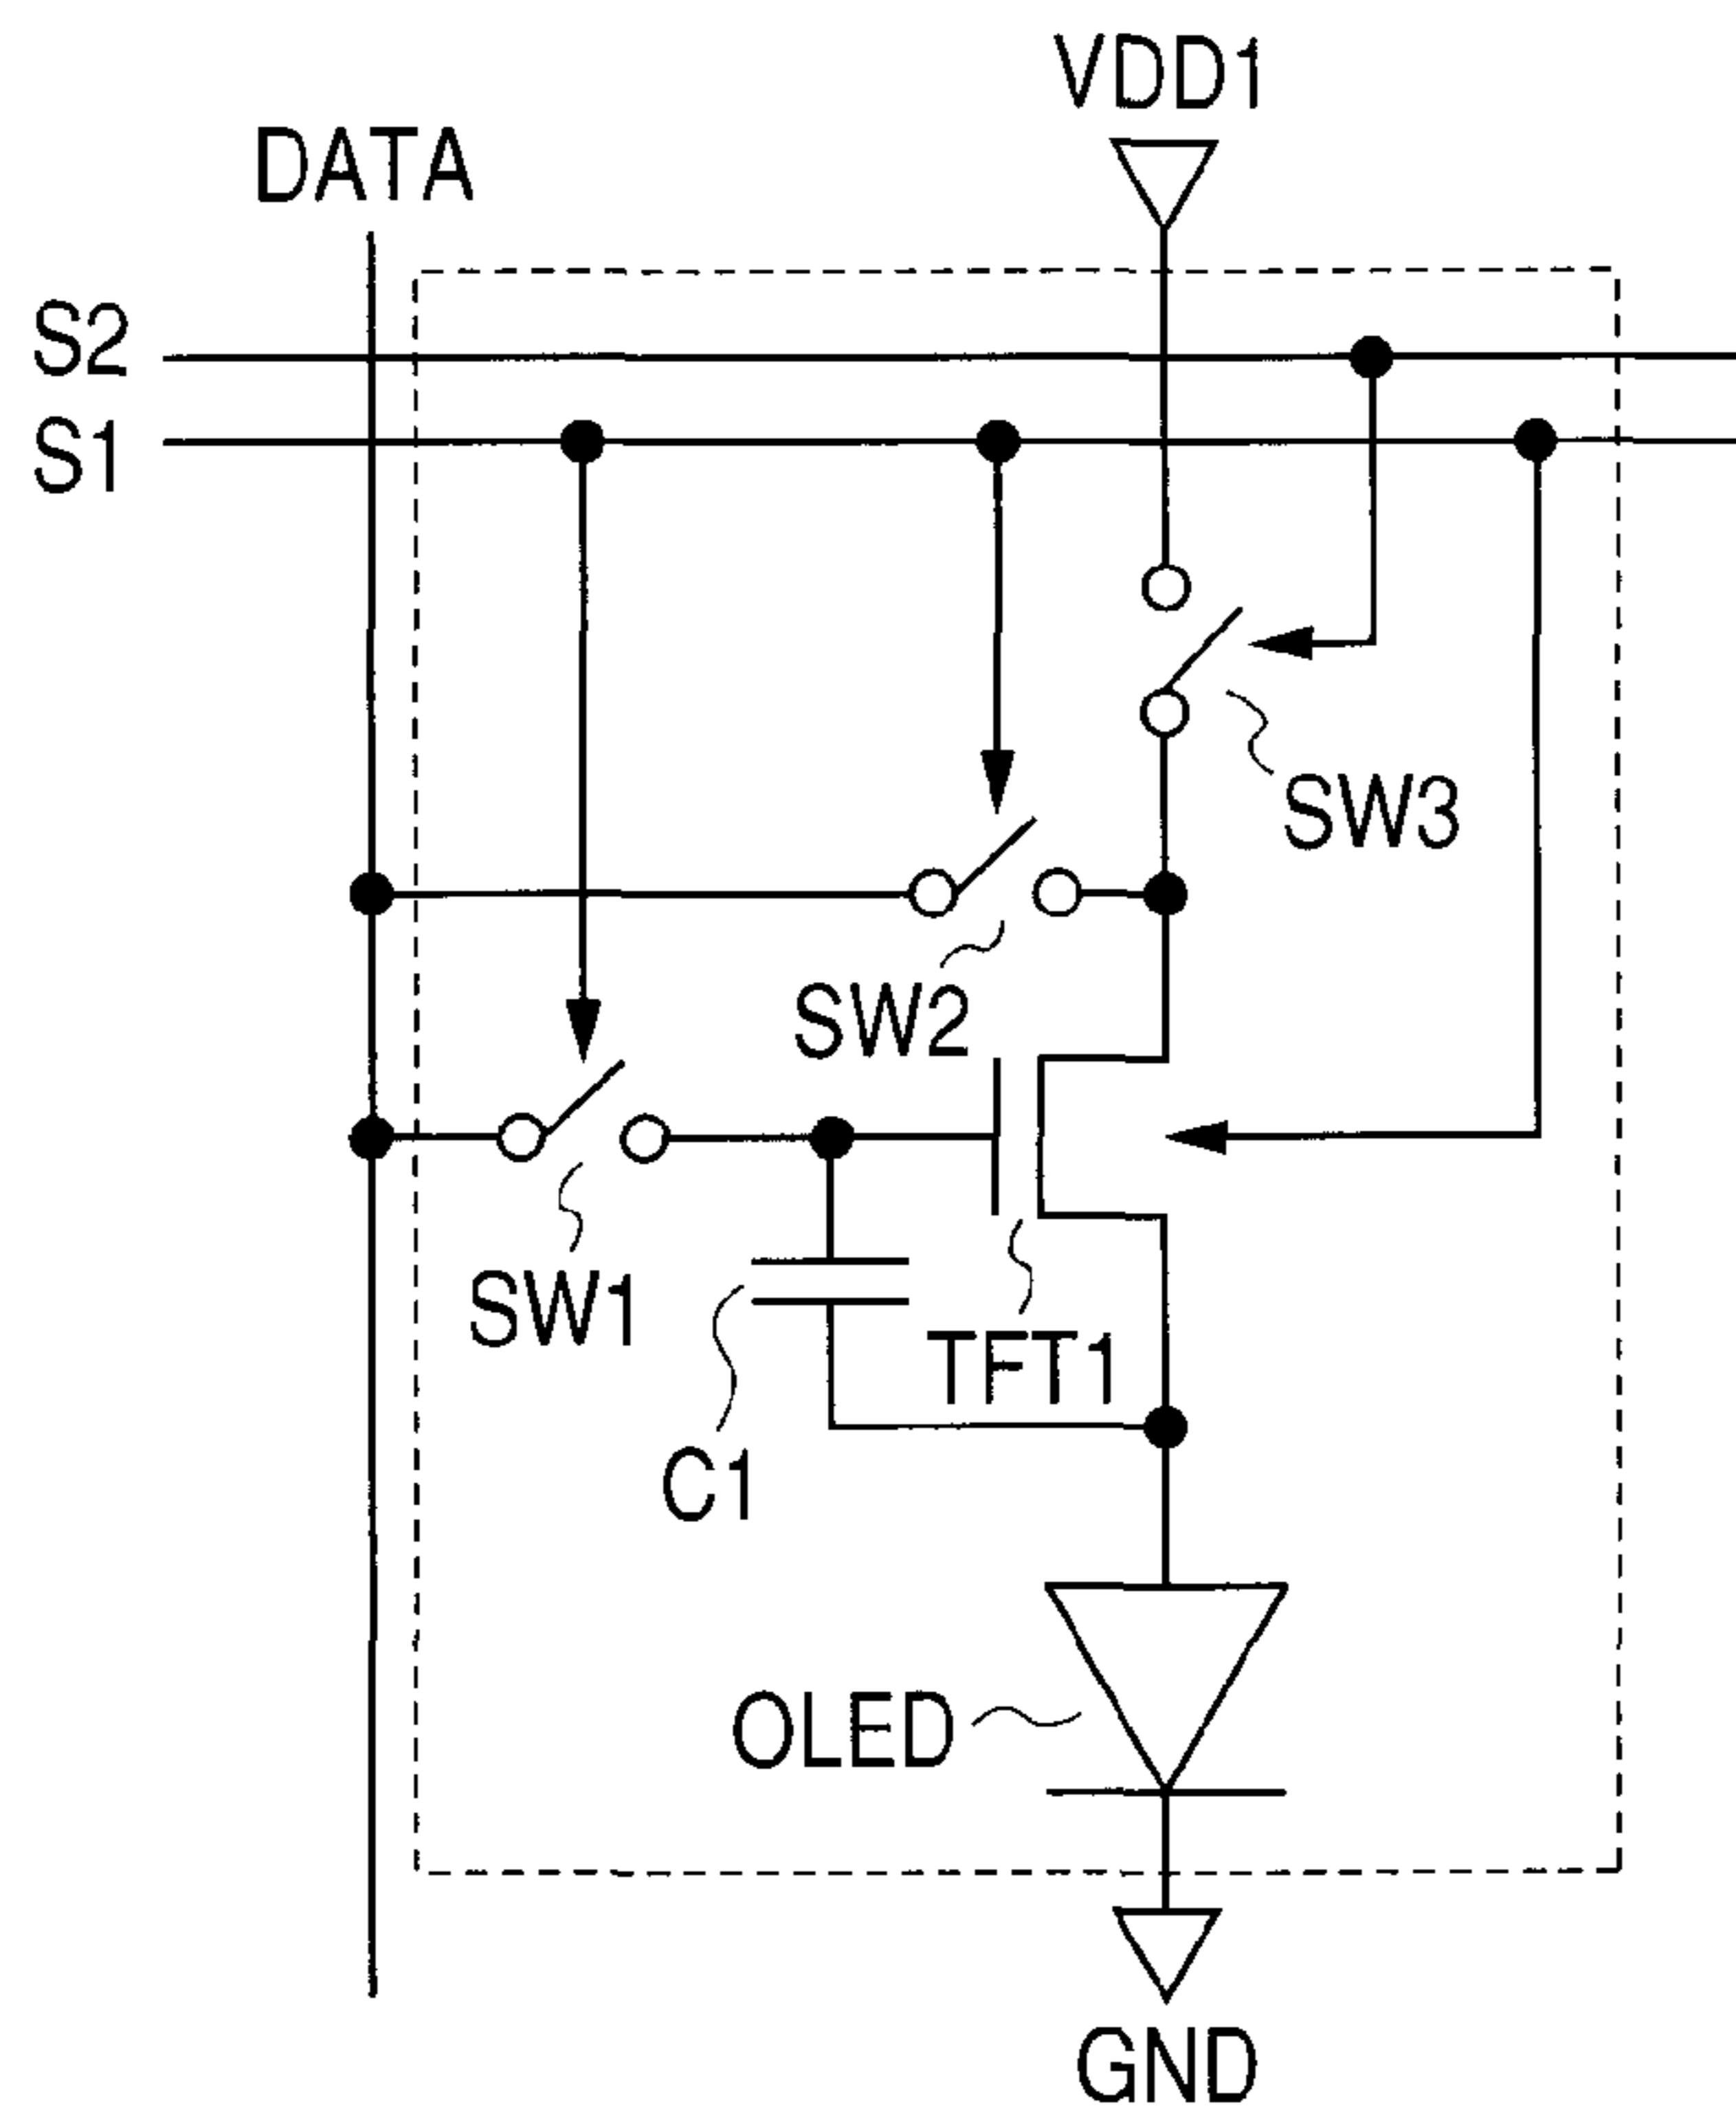 VDD1
DATA
S2
S1
SW3
SW2
SW1
TFT1
C1
OLED
GND